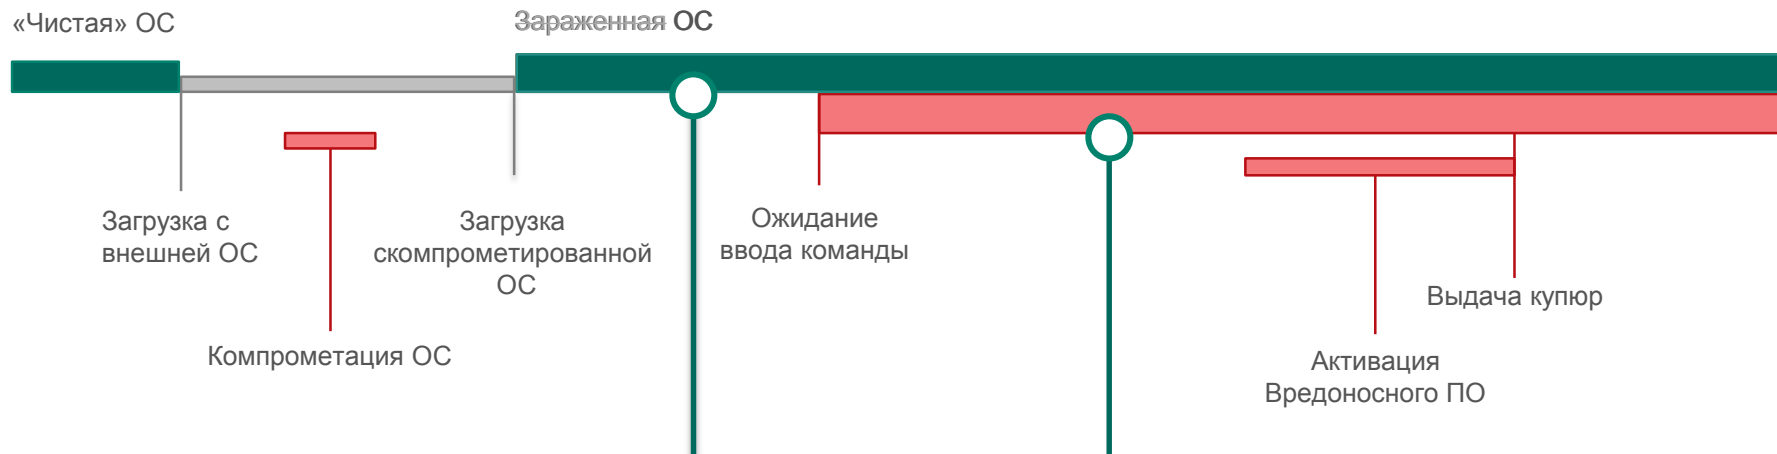 «Чистая» ОС
Зараженная ОС
Загрузка с
внешней ОС
Загрузка
скомпрометированной
ОС
Ожидание
ввода команды
Выдача купюр
Компрометация ОС
Активация
Вредоносного ПО